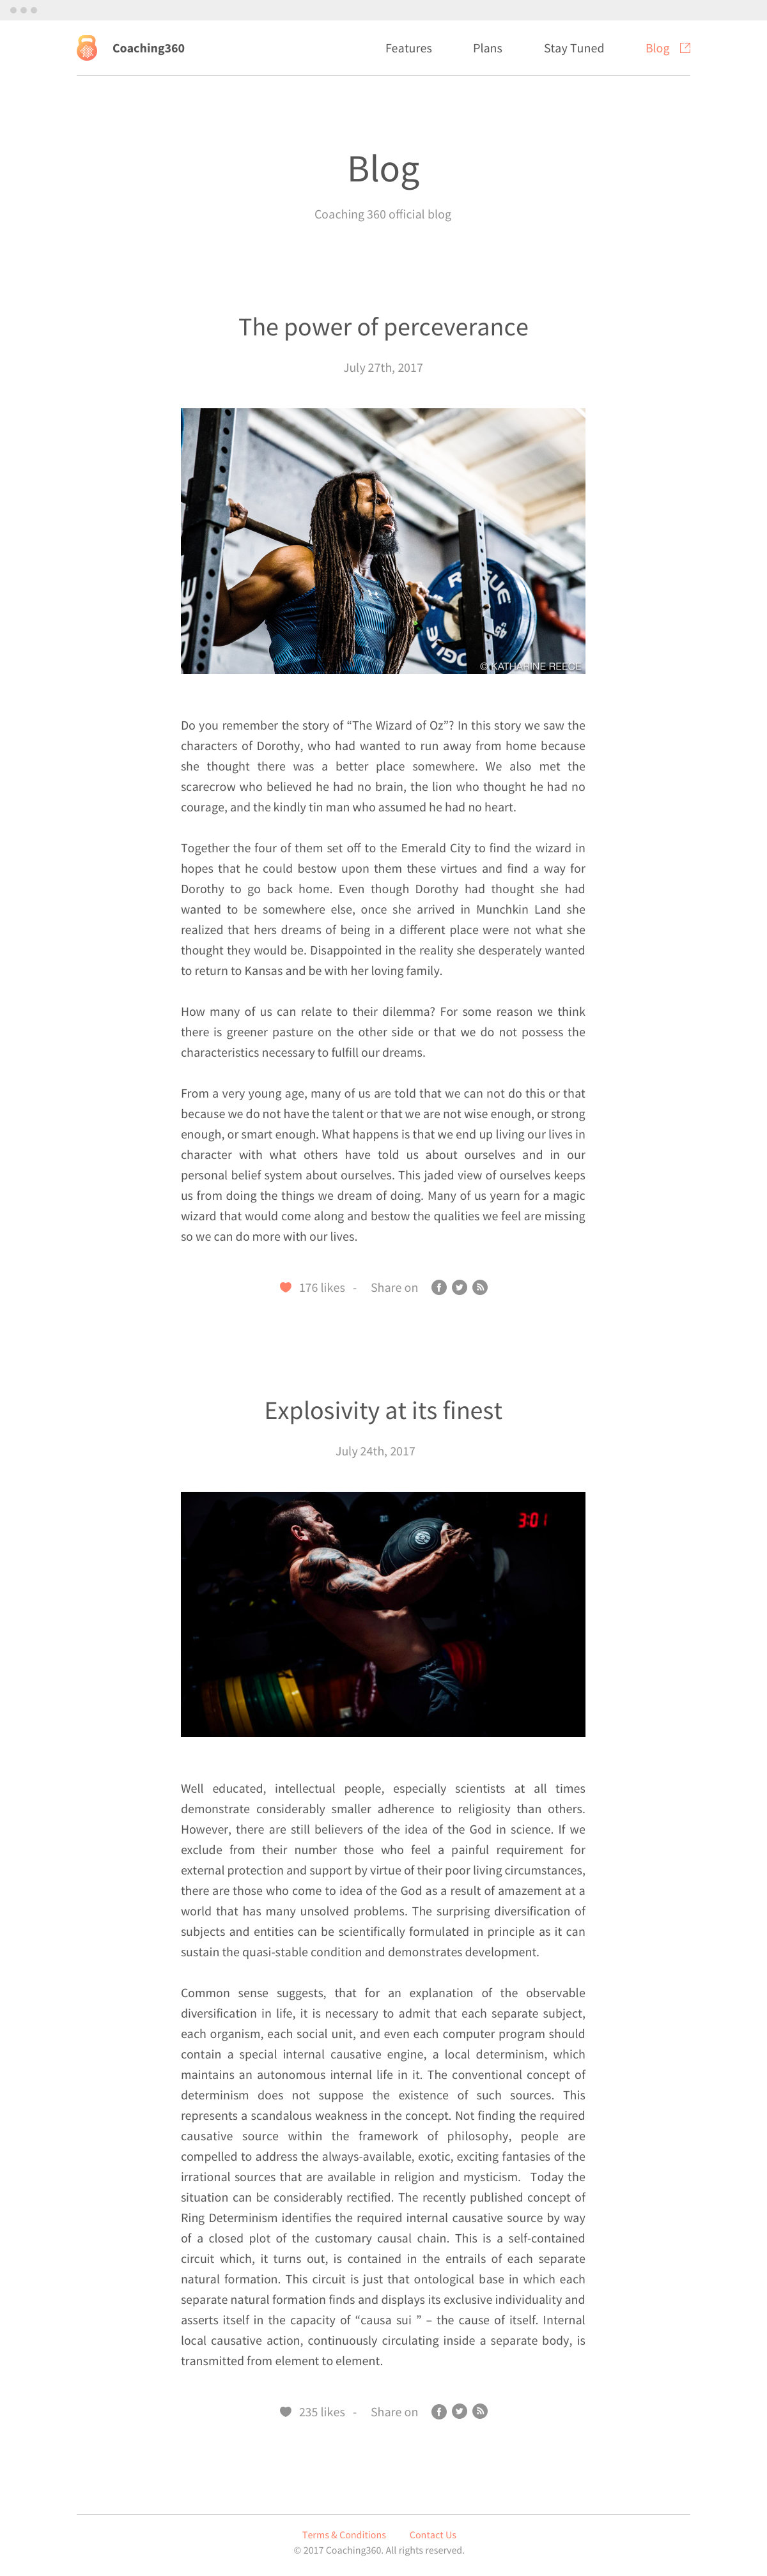 Coaching360
Features
Plans
Stay Tuned
Blog
Blog
Coaching 360 official blog
The power of perceverance
July 27th, 2017
ROGUE
45
© KATHARINE REECE
Do you remember the story of “The Wizard of Oz”? In this story we saw the
characters of Dorothy, who had wanted to run away from home because
she thought there was a better place somewhere. We also met the
scarecrow who believed he had no brain, the lion who thought he had no
courage, and the kindly tin man who assumed he had no heart.
Together the four of them set off to the Emerald City to find the wizard in
hopes that he could bestow upon them these virtues and find a way for
Dorothy to go back home. Even though Dorothy had thought she had
wanted to be somewhere else, once she arrived in Munchkin Land she
realized that hers dreams of being in a different place were not what she
thought they would be. Disappointed in the reality she desperately wanted
to return to Kansas and be with her loving family.
How many of us can relate to their dilemma? For some reason we think
there is greener pasture on the other side or that we do not possess the
characteristics necessary to fulfill our dreams.
From a very young age, many of us are told that we can not do this or that
because we do not have the talent or that we are not wise enough, or strong
enough, or smart enough. What happens is that we end up living our lives in
character with what others have told us about ourselves and in our
personal belief system about ourselves. This jaded view of ourselves keeps
us from doing the things we dream of doing. Many of us yearn for a magic
wizard that would come along and bestow the qualities we feel are missing
so we can do more with our lives.
176 likes - Share on
Explosivity at its finest
July 24th, 2017
3:01
Well educated, intellectual people, especially scientists at all times
demonstrate considerably smaller adherence to religiosity than others.
However, there are still believers of the idea of the God in science. If we
exclude from their number those who feel a painful requirement for
external protection and support by virtue of their poor living circumstances,
there are those who come to idea of the God as a result of amazement at a
world that has many unsolved problems. The surprising diversification of
subjects and entities can be scientifically formulated in principle as it can
sustain the quasi-stable condition and demonstrates development.
Common sense suggests, that for an explanation of the observable
diversification in life, it is necessary to admit that each separate subject,
each organism, each social unit, and even each computer program should
contain a special internal causative engine, a local determinism, which
maintains an autonomous internal life in it. The conventional concept of
determinism does not suppose the existence of such sources. This
represents a scandalous weakness in the concept. Not finding the required
causative source within the framework of philosophy, people are
compelled to address the always-available, exotic, exciting fantasies of the
irrational sources that are available in religion and mysticism. Today the
situation can be considerably rectified. The recently published concept of
Ring Determinism identifies the required internal causative source by way
of a closed plot of the customary causal chain. This is a self-contained
circuit which, it turns out, is contained in the entrails of each separate
natural formation. This circuit is just that ontological base in which each
separate natural formation finds and displays its exclusive individuality and
asserts itself in the capacity of “causa sui ” – the cause of itself. Internal
local causative action, continuously circulating inside a separate body, is
transmitted from element to element.
235 likes - Share on
Terms & Conditions
Contact Us
© 2017 Coaching360. All rights reserved.